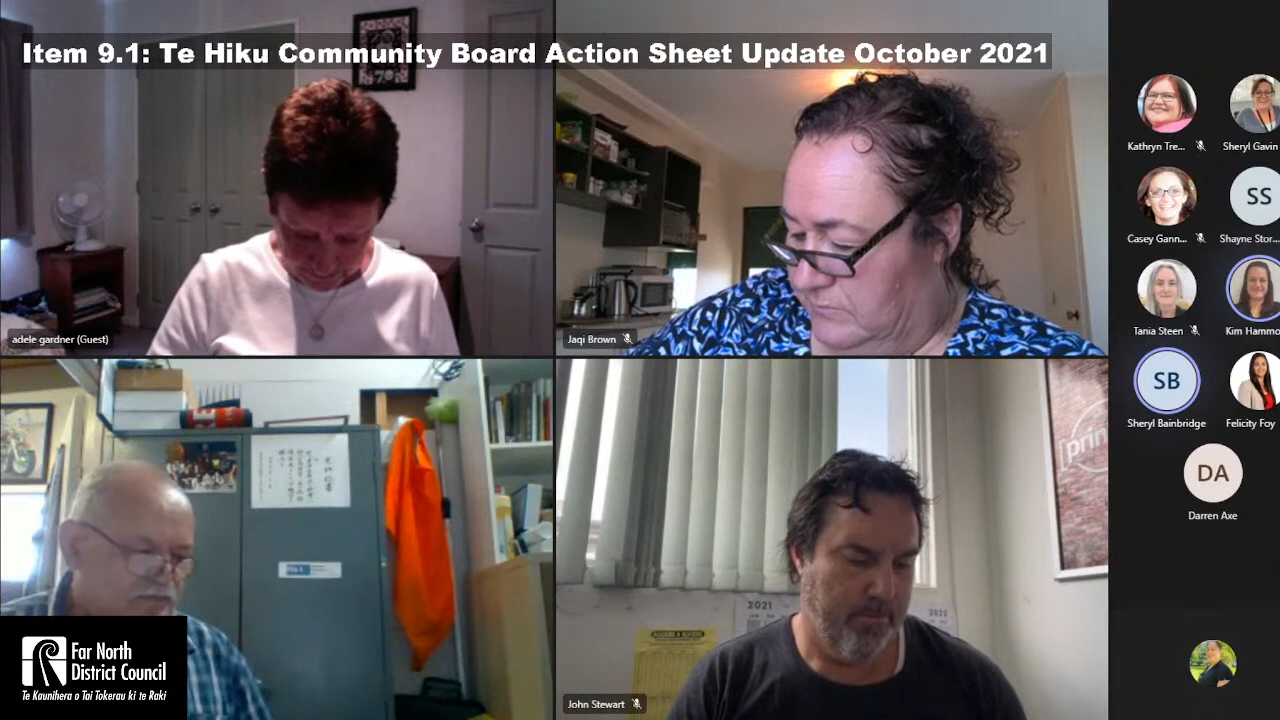 Item 9.1: Te Hiku Community Board Action Sheet Update October 2021
adele gardner (Guest)
Jaqi Brown
Kathryn Tre...
Sheryl Gavin
SS
Casey Gann...
Shayne Stor...
Tania Steen
Kim Hammo
SB
Sheryl Bainbridge
Felicity Foy
DA
Darren Axe
2021
2022
John Stewart
Far North
District Council
Te Kaunihera o Tai Tokerau ki te Raki